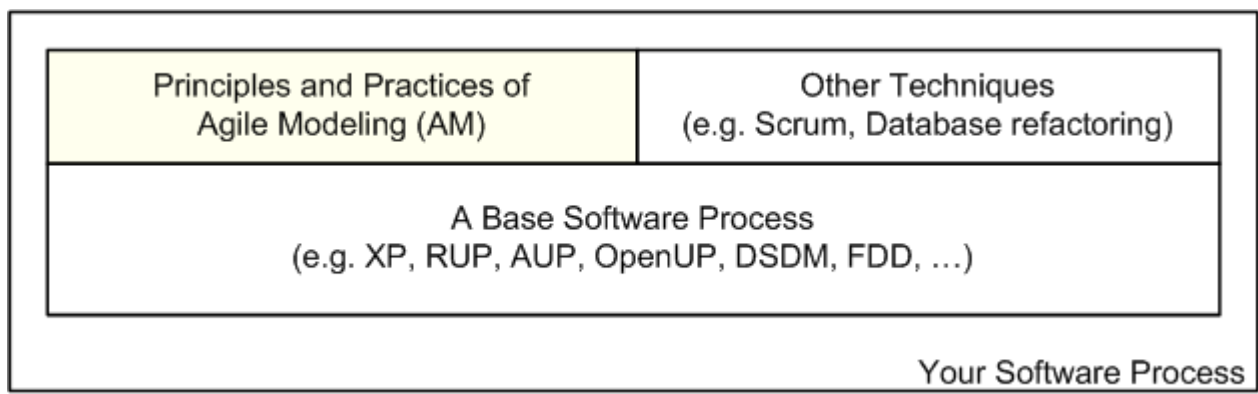 Principles and Practices of
Agile Modeling (AM)
Other Techniques
(e.g. Scrum, Database refactoring)
A Base Software Process
(e.g. XP, RUP, AUP, OpenUP, DSDM, FDD, …)
Your Software Process